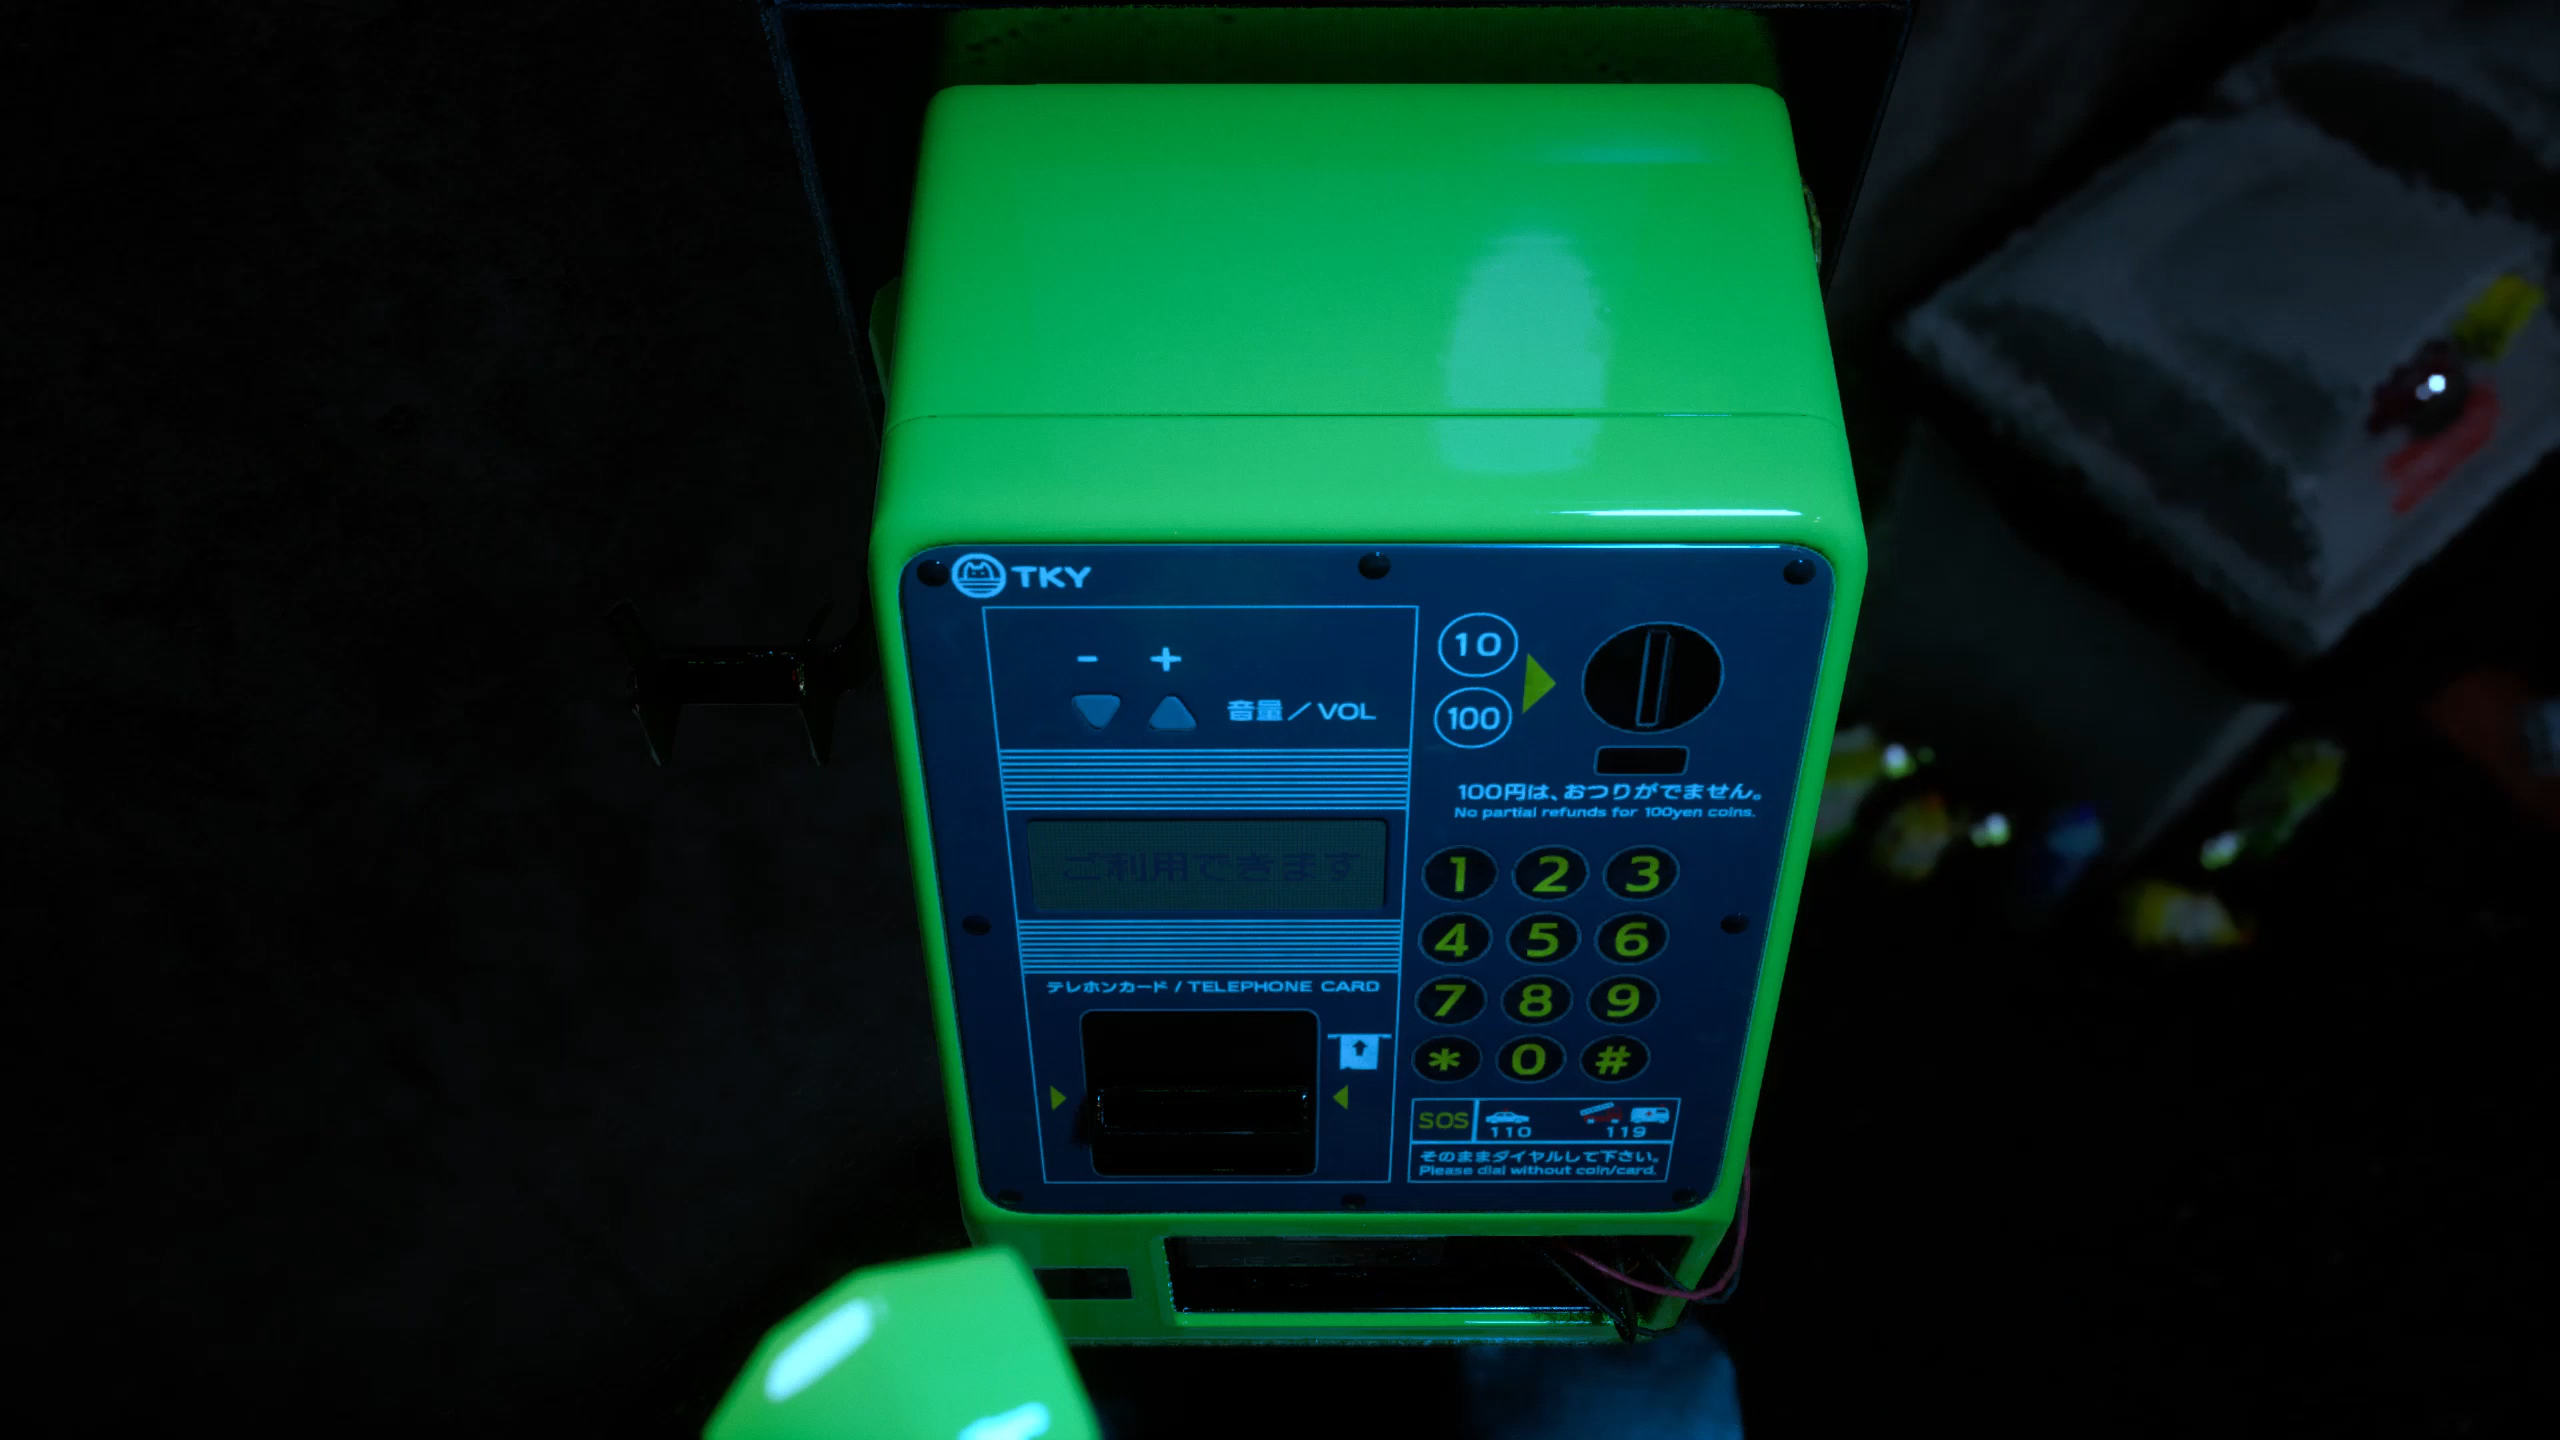 TKY
- +
音量／VOL
10
100
100円は、おつりがでません。
No partial refunds for 100yen coins.
ご利用できます
1 2 3
4 5 6
7 8 9
* 0 #
テレホンカード / TELEPHONE CARD
SOS 110 119
そのままダイヤルして下さい。
Please dial without coin/card.